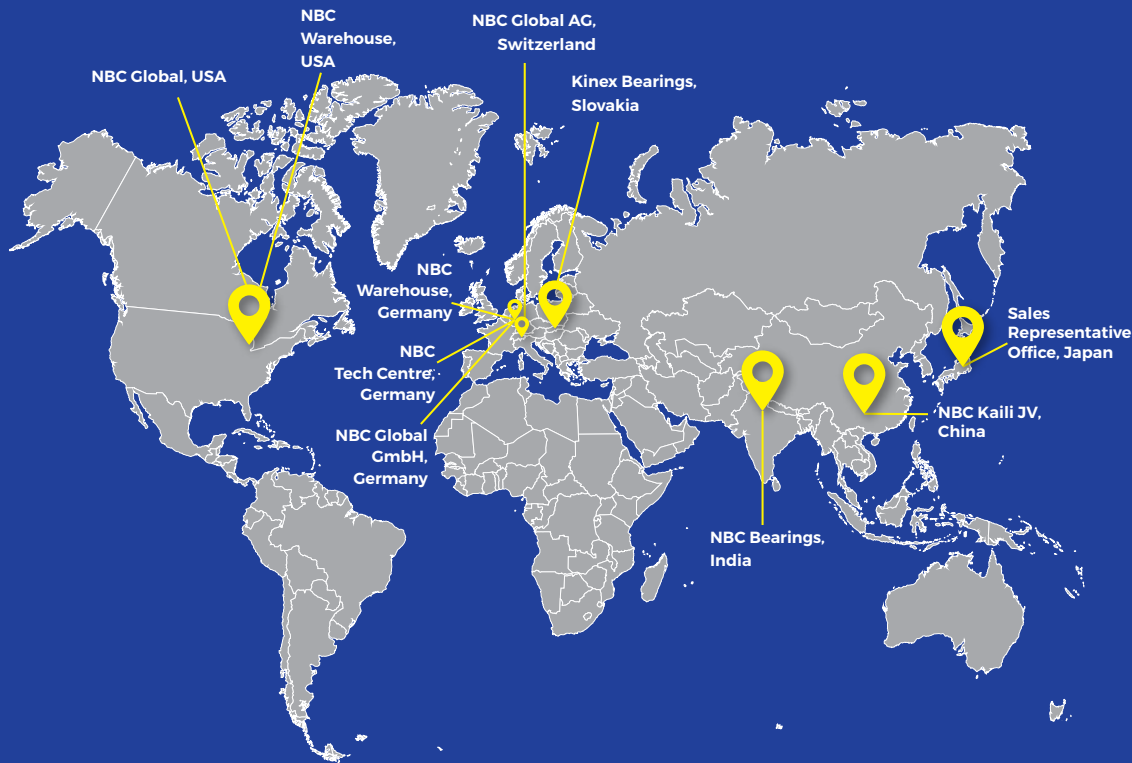 NBC
Warehouse,
USA
NBC Global AG,
Switzerland
NBC Global, USA
Kinex Bearings,
Slovakia
NBC
Warehouse,
Germany
NBC
Tech Centre,
Germany
NBC Global
GmbH,
Germany
Sales
Representative
Office, Japan
NBC Kaili JV,
China
NBC Bearings,
India